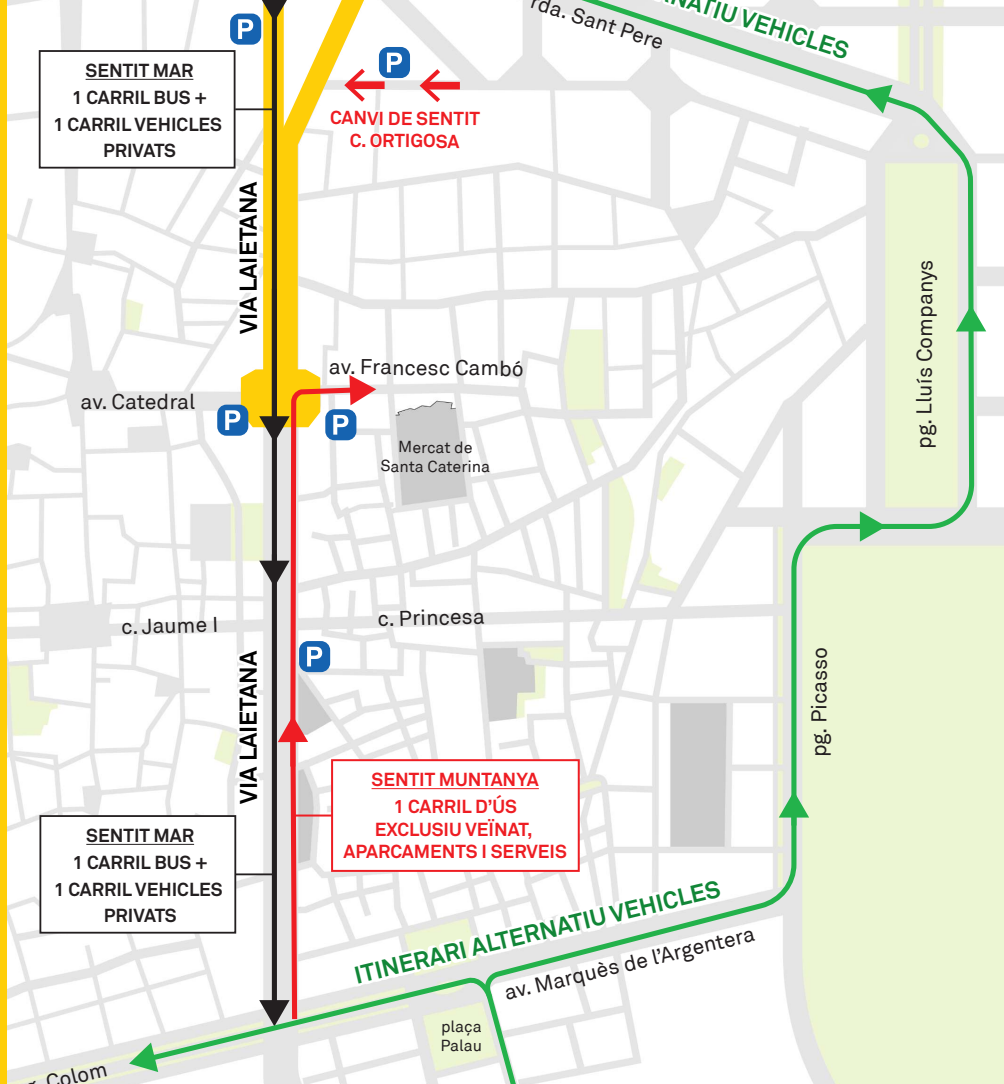 ERNATIU VEHICLES
rda. Sant Pere
P
P
SENTIT MAR
1 CARRIL BUS +
1 CARRIL VEHICLES
PRIVATS
CANVI DE SENTIT
C. ORTIGOSA
VIA LAIETANA
pg. Lluís Companys
av. Francesc Cambó
av. Catedral
P
P
Mercat de
Santa Caterina
c. Jaume I
c. Princesa
P
VIA LAIETANA
pg. Picasso
SENTIT MUNTANYA
1 CARRIL D'ÚS
EXCLUSIU VEÏNAT,
APARCAMENTS I SERVEIS
SENTIT MAR
1 CARRIL BUS +
1 CARRIL VEHICLES
PRIVATS
ITINERARI ALTERNATIU VEHICLES
av. Marquès de l'Argentera
plaça
Palau
Colom